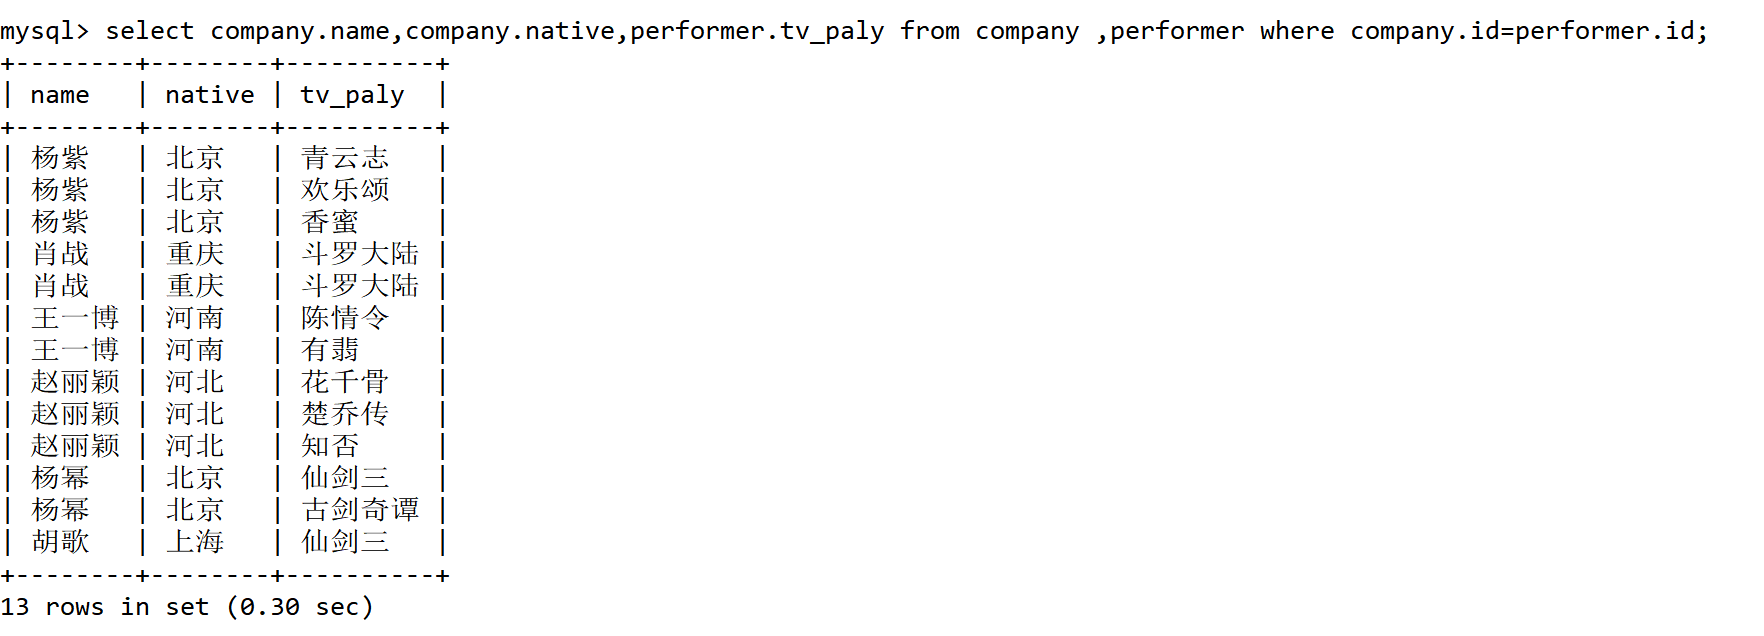 mysql> select company.name,company.native,performer.tv_paly from company ,performer where company.id=performer.id;
+--------+--------+----------+
| name   | native | tv_paly  |
+--------+--------+----------+
| 杨紫   | 北京   | 青云志   |
| 杨紫   | 北京   | 欢乐颂   |
| 杨紫   | 北京   | 香蜜     |
| 肖战   | 重庆   | 斗罗大陆 |
| 肖战   | 重庆   | 斗罗大陆 |
| 王一博 | 河南   | 陈情令   |
| 王一博 | 河南   | 有翡     |
| 赵丽颖 | 河北   | 花千骨   |
| 赵丽颖 | 河北   | 楚乔传   |
| 赵丽颖 | 河北   | 知否     |
| 杨幂   | 北京   | 仙剑三   |
| 杨幂   | 北京   | 古剑奇谭 |
| 胡歌   | 上海   | 仙剑三   |
+--------+--------+----------+
13 rows in set (0.30 sec)